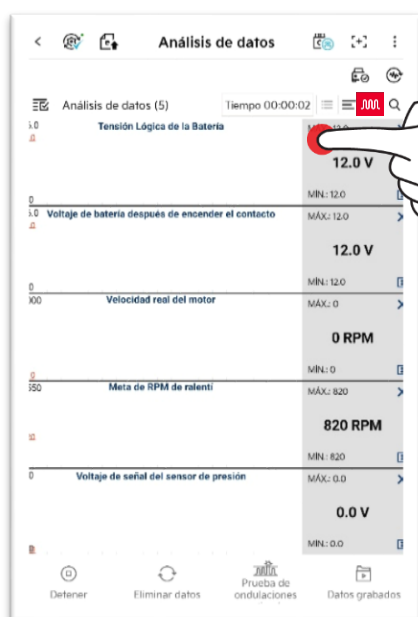 Análisis de datos
Análisis de datos (5)
Tiempo 00:00:02
Tensión Lógica de la Batería
12.0 V
MÍN.: 12.0
0
Voltaje de batería después de encender el contacto
MÁX.: 12.0
12.0 V
MÍN.: 12.0
0
Velocidad real del motor
MÁX.: 0
0 RPM
MÍN.: 0
0
Meta de RPM de ralentí
MÁX.: 820
820 RPM
MÍN.: 820
0
Voltaje de señal del sensor de presión
MÁX.: 0.0
0.0 V
MÍN.: 0.0
Detener
Eliminar datos
Prueba de
ondulaciones
Datos grabados